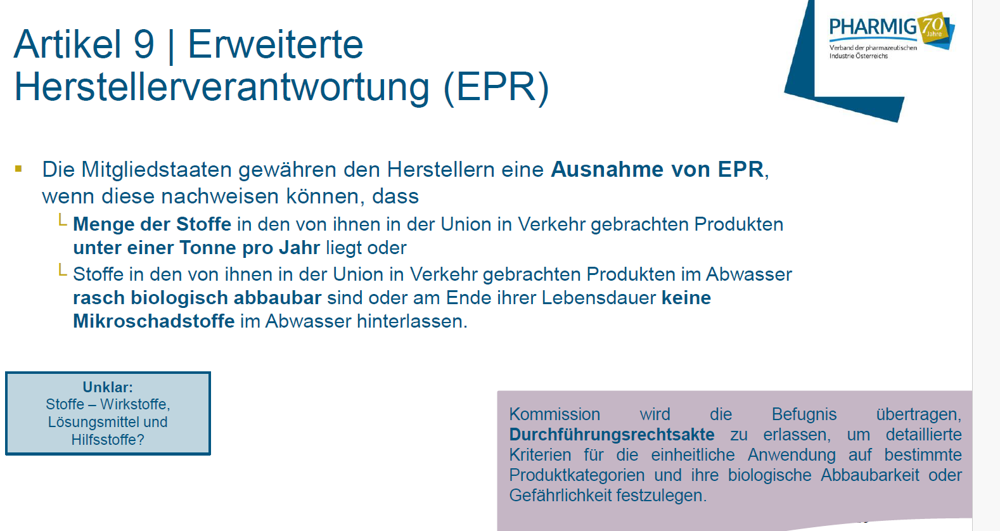 Artikel 9 | Erweiterte
Herstellerverantwortung (EPR)
PHARMIG
70
Jahre
Verband der pharmazeutischen
Industrie Österreichs
▪ Die Mitgliedstaaten gewähren den Herstellern eine Ausnahme von EPR,
wenn diese nachweisen können, dass
└ Menge der Stoffe in den von ihnen in der Union in Verkehr gebrachten Produkten
unter einer Tonne pro Jahr liegt oder
└ Stoffe in den von ihnen in der Union in Verkehr gebrachten Produkten im Abwasser
rasch biologisch abbaubar sind oder am Ende ihrer Lebensdauer keine
Mikroschadstoffe im Abwasser hinterlassen.
Unklar:
Stoffe – Wirkstoffe,
Lösungsmittel und
Hilfsstoffe?
Kommission wird die Befugnis übertragen,
Durchführungsrechtsakte zu erlassen, um detaillierte
Kriterien für die einheitliche Anwendung auf bestimmte
Produktkategorien und ihre biologische Abbaubarkeit oder
Gefährlichkeit festzulegen.